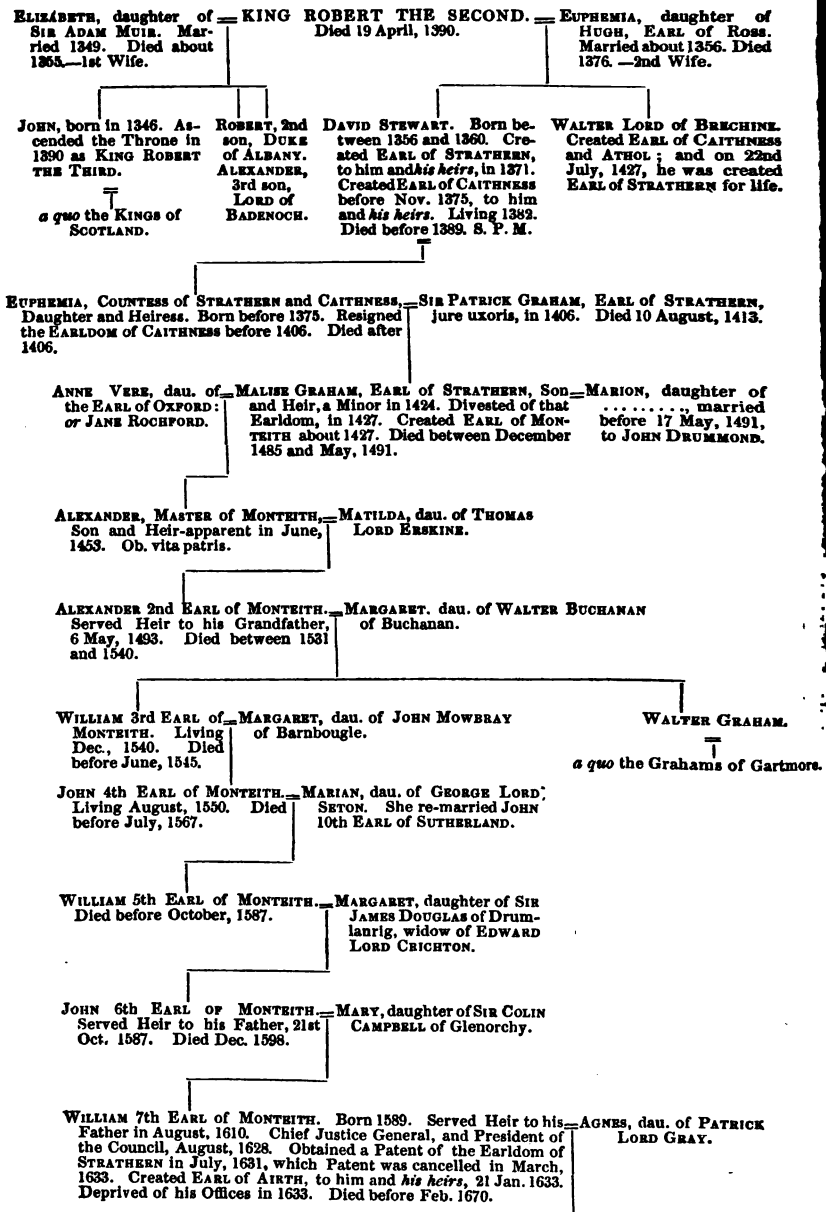 ELIZABETH, daughter of
SIR ADAM MUIR. Mar-
ried 1349. Died about
1355.—1st Wife.
= KING ROBERT THE SECOND. =
Died 19 April, 1390.
EUPHEMIA, daughter of
HUGH, EARL of Ross.
Married about 1356. Died
1376. —2nd Wife.
JOHN, born in 1346. As-
cended the Throne in
1390 as KING ROBERT
THE THIRD.
=
a quo the KINGS of
SCOTLAND.
ROBERT, 2nd
son, DUKE
of ALBANY.
ALEXANDER,
3rd son,
LORD of
BADENOCH.
DAVID STEWART. Born be-
tween 1356 and 1360. Cre-
ated EARL of STRATHERN,
to him and his heirs, in 1371.
Created EARL of CAITHNESS
before Nov. 1375, to him
and his heirs. Living 1382.
Died before 1389. S. P. M.
=
WALTER LORD of BRECHINE.
Created EARL of CAITHNESS
and ATHOL; and on 22nd
July, 1427, he was created
EARL of STRATHERN for life.
EUPHEMIA, COUNTESS of STRATHERN and CAITHNESS,
Daughter and Heiress. Born before 1375. Resigned
the EARLDOM of CAITHNESS before 1406. Died after
1406.
= SIR PATRICK GRAHAM, EARL of STRATHERN,
jure uxoris, in 1406. Died 10 August, 1413.
ANNE VERE, dau. of
the EARL of OXFORD:
or JANE ROCHFORD.
= MALISE GRAHAM, EARL of STRATHERN, Son
and Heir, a Minor in 1424. Divested of that
Earldom, in 1427. Created EARL of MON-
TEITH about 1427. Died between December
1485 and May, 1491.
= MARION, daughter of
........., married
before 17 May, 1491,
to JOHN DRUMMOND.
ALEXANDER, MASTER of MONTEITH,
Son and Heir-apparent in June,
1453. Ob. vita patris.
= MATILDA, dau. of THOMAS
LORD ERSKINE.
ALEXANDER 2nd EARL of MONTEITH.
Served Heir to his Grandfather,
6 May, 1493. Died between 1531
and 1540.
= MARGARET. dau. of WALTER BUCHANAN
of Buchanan.
WILLIAM 3rd EARL of
MONTEITH. Living
Dec., 1540. Died
before June, 1545.
= MARGARET, dau. of JOHN MOWBRAY
of Barnbougle.
WALTER GRAHAM.
=
a quo the Grahams of Gartmore.
JOHN 4th EARL of MONTEITH.
Living August, 1550. Died
before July, 1567.
= MARIAN, dau. of GEORGE LORD
SETON. She re-married JOHN
10th EARL of SUTHERLAND.
WILLIAM 5th EARL of MONTEITH.
Died before October, 1587.
= MARGARET, daughter of SIR
JAMES DOUGLAS of Drum-
lanrig, widow of EDWARD
LORD CRICHTON.
JOHN 6th EARL OF MONTEITH.
Served Heir to his Father, 21st
Oct. 1587. Died Dec. 1598.
= MARY, daughter of SIR COLIN
CAMPBELL of Glenorchy.
WILLIAM 7th EARL of MONTEITH. Born 1589. Served Heir to his
Father in August, 1610. Chief Justice General, and President of
the Council, August, 1628. Obtained a Patent of the Earldom of
STRATHERN in July, 1631, which Patent was cancelled in March,
1633. Created EARL of AIRTH, to him and his heirs, 21 Jan. 1633.
Deprived of his Offices in 1633. Died before Feb. 1670.
= AGNES, dau. of PATRICK
LORD GRAY.